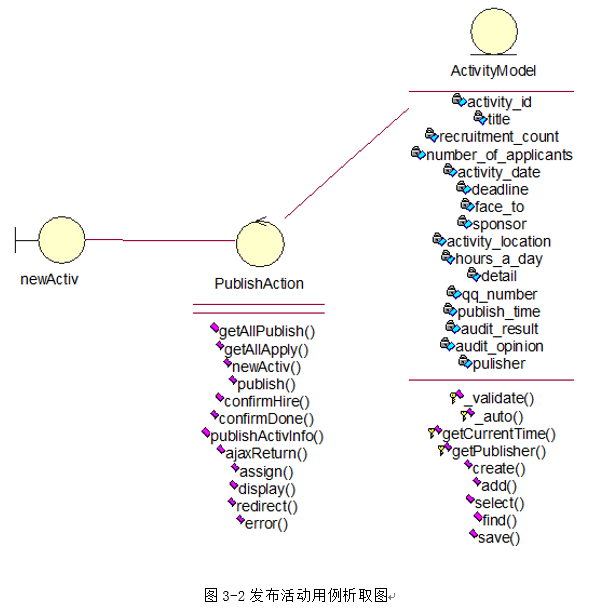 ActivityModel
activity_id
title
recruitment_count
number_of_applicants
activity_date
deadline
face_to
sponsor
activity_location
hours_a_day
detail
qq_number
publish_time
audit_result
audit_opinion
pulisher
_validate()
_auto()
getCurrentTime()
getPublisher()
create()
add()
select()
find()
save()
newActiv
PublishAction
getAllPublish()
getAllApply()
newActiv()
publish()
confirmHire()
confirmDone()
publishActivInfo()
ajaxReturn()
assign()
display()
redirect()
error()
图 3-2 发布活动用例析取图